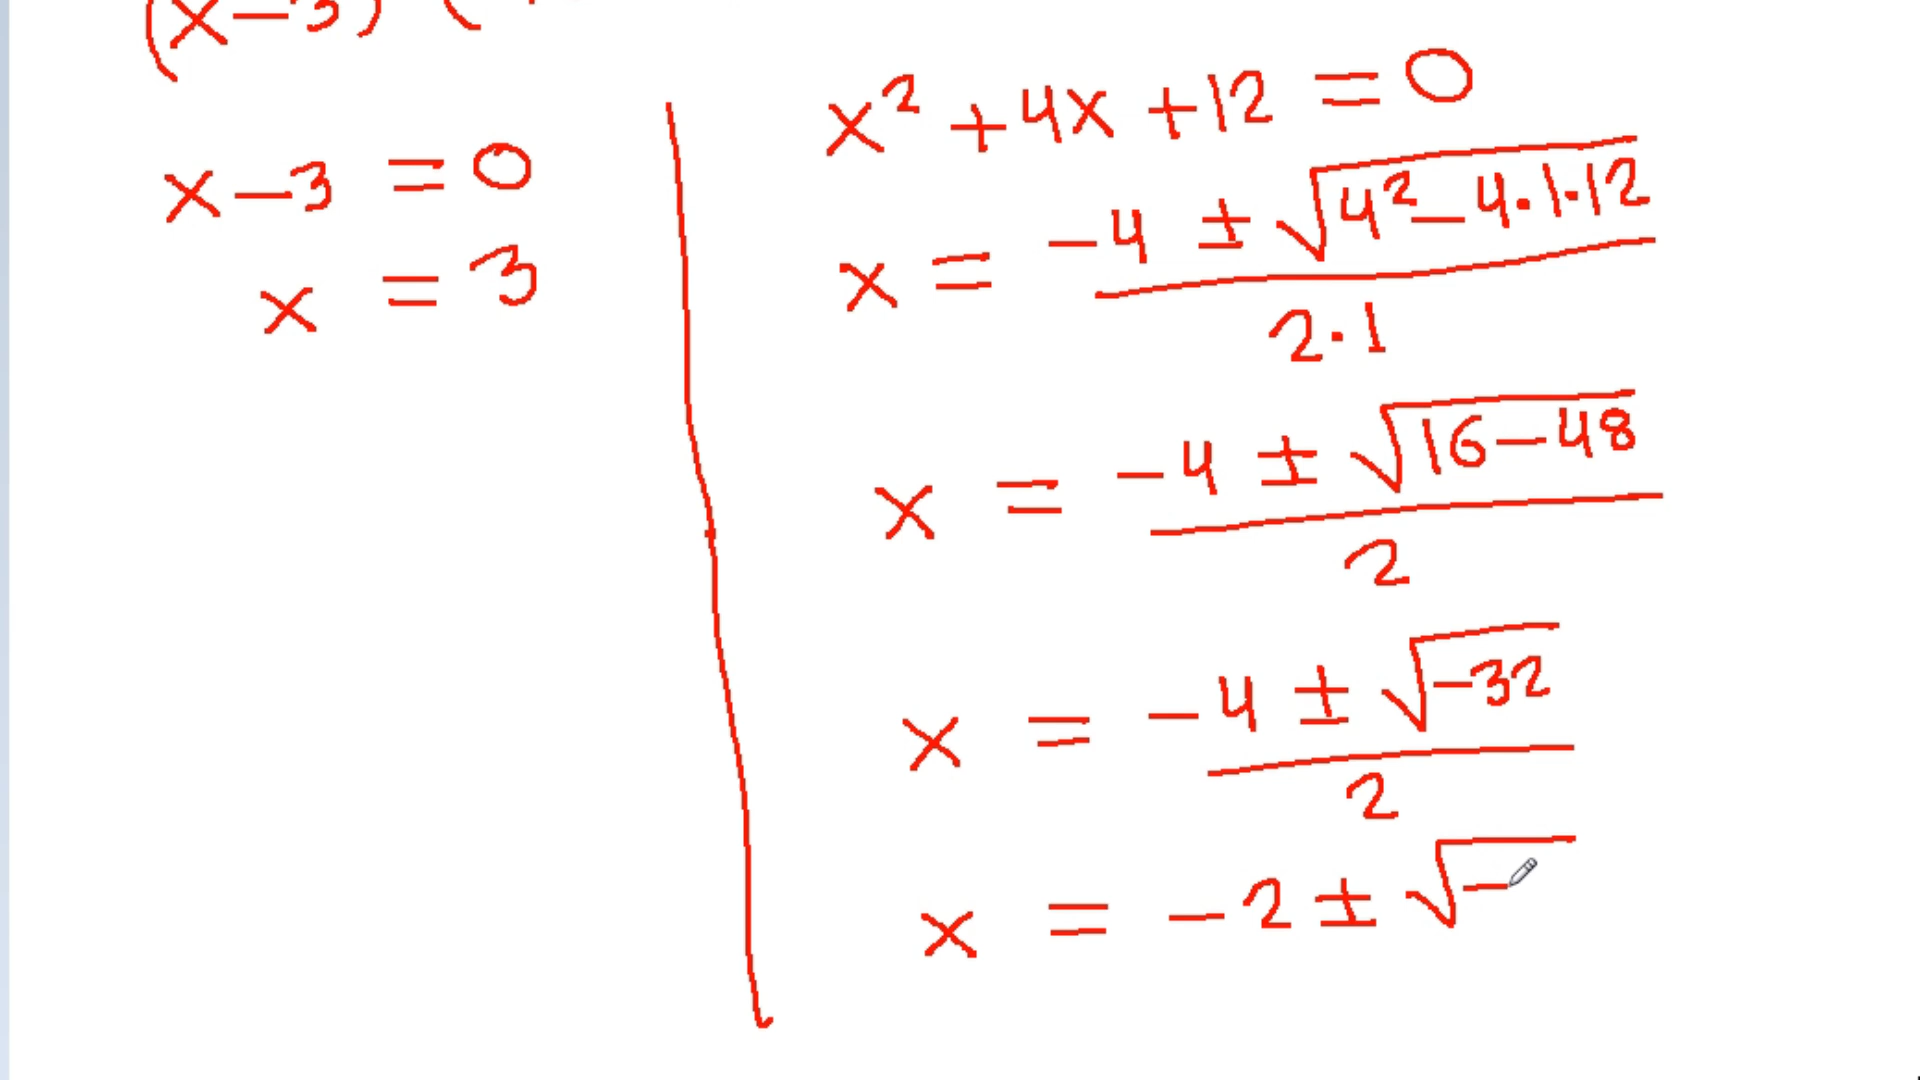 (x-3) (
x-3 = 0
x = 3
x² + 4x + 12 = 0
x = (-4 ± √(4² - 4·1·12)) / (2·1)
x = (-4 ± √(16-48)) / 2
x = (-4 ± √(-32)) / 2
x = -2 ± √-